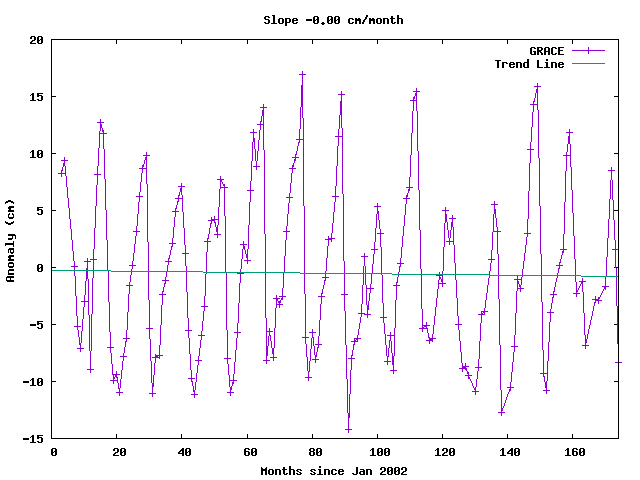 Slope -0.00 cm/month
GRACE
Trend Line
20
15
10
5
0
-5
-10
-15
Anomaly (cm)
0 20 40 60 80 100 120 140 160
Months since Jan 2002